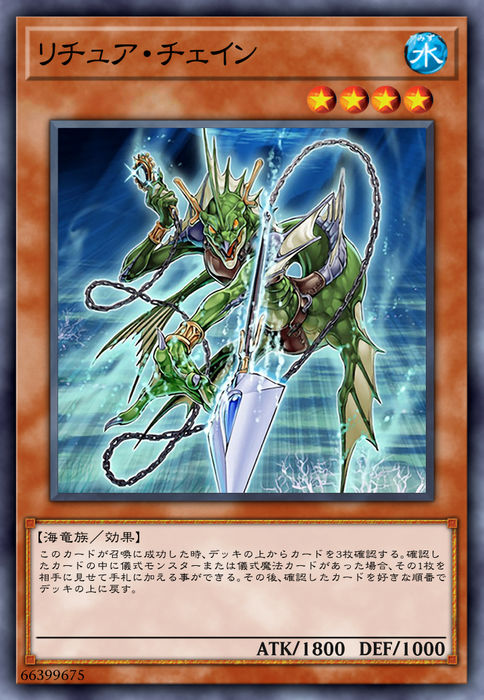 リチュア・チェイン
みず
水
【海竜族／効果】
このカードが召喚に成功した時、デッキの上からカードを3枚確認する。確認し
たカードの中に儀式モンスターまたは儀式魔法カードがあった場合、その1枚を
相手に見せて手札に加える事ができる。その後、確認したカードを好きな順番で
デッキの上に戻す。
ATK/1800 DEF/1000
66399675